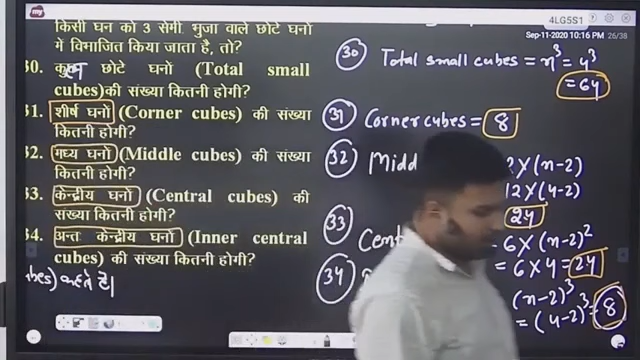 किसी घन को 3 सेमी. भुजा वाले छोटे घनों
में विभाजित किया जाता है, तो?
30. कुल छोटे घनों (Total small
cubes)की संख्या कितनी होगी?
31. शीर्ष घनों (Corner cubes) की संख्या
कितनी होगी?
32. मध्य घनों (Middle cubes) की संख्या
कितनी होगी?
33. केन्द्रीय घनों (Central cubes) की
संख्या कितनी होगी?
34. अन्तः केन्द्रीय घनों (Inner central
cubes) की संख्या कितनी होगी?
bes) कहते है।
4LG5S1
Sep-11-2020 10:16 PM 26/38
30 Total small cubes = n³ = 4³
= 64
31 Corner cubes = 8
32 Midd 2×(n-2)
12×(4-2)
24
33 Cent 6×(n-2)²
= 6×4 = 24
34 (n-2)³
= (4-2)³ = 8